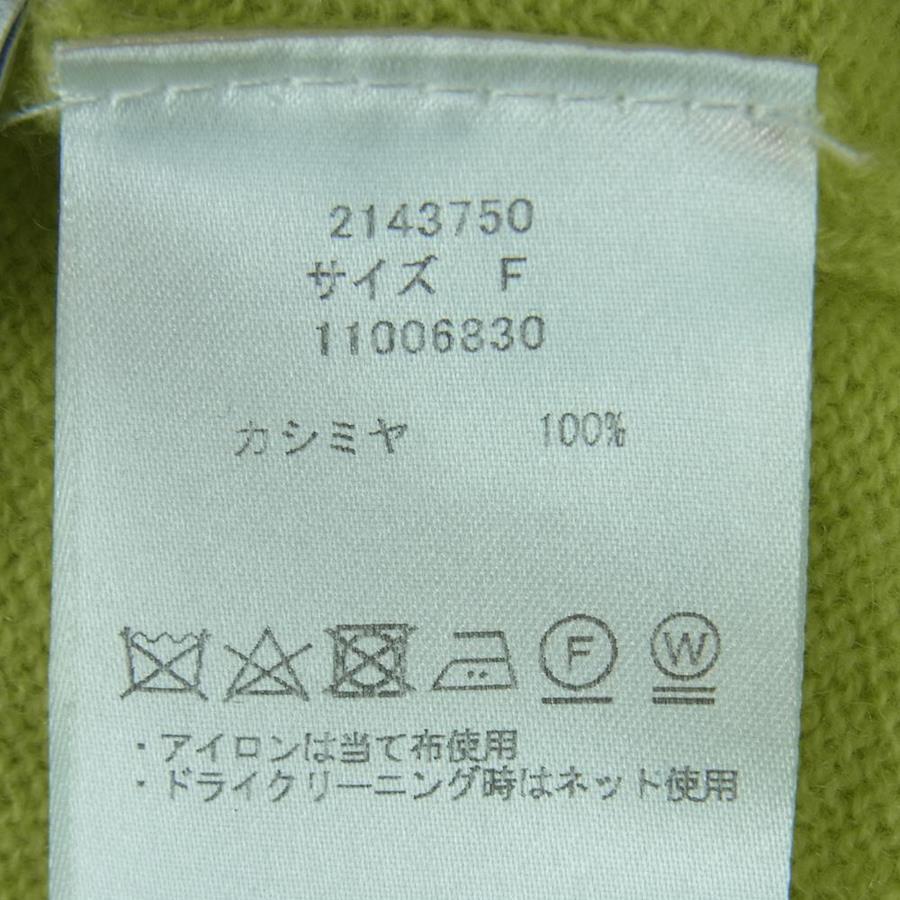 2143750
サイズ F
11006830
カシミヤ 100%
F W
・アイロンは当て布使用
・ドライクリーニング時はネット使用